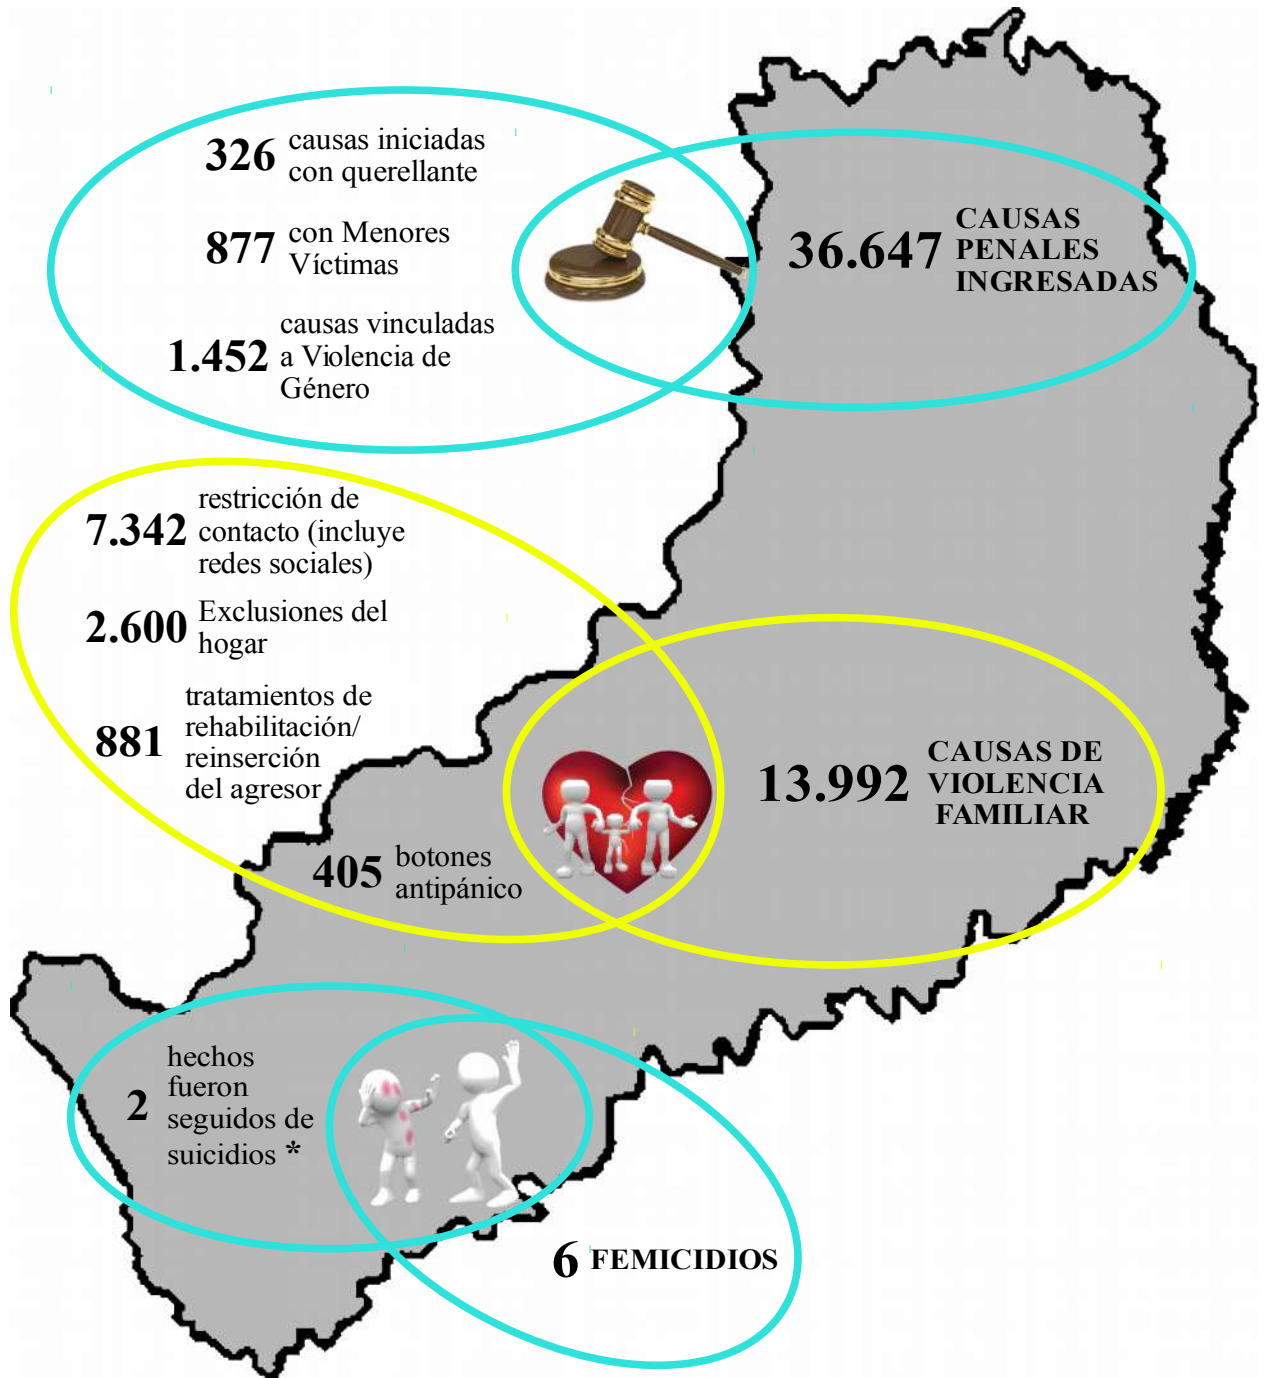 326 causas iniciadas
con querellante
877 con Menores
Víctimas
1.452 causas vinculadas
a Violencia de
Género
36.647 CAUSAS
PENALES
INGRESADAS
7.342 restricción de
contacto (incluye
redes sociales)
2.600 Exclusiones del
hogar
881 tratamientos de
rehabilitación/
reinserción
del agresor
405 botones
antipánico
13.992 CAUSAS DE
VIOLENCIA
FAMILIAR
2 hechos
fueron
seguidos de
suicidios *
6 FEMICIDIOS